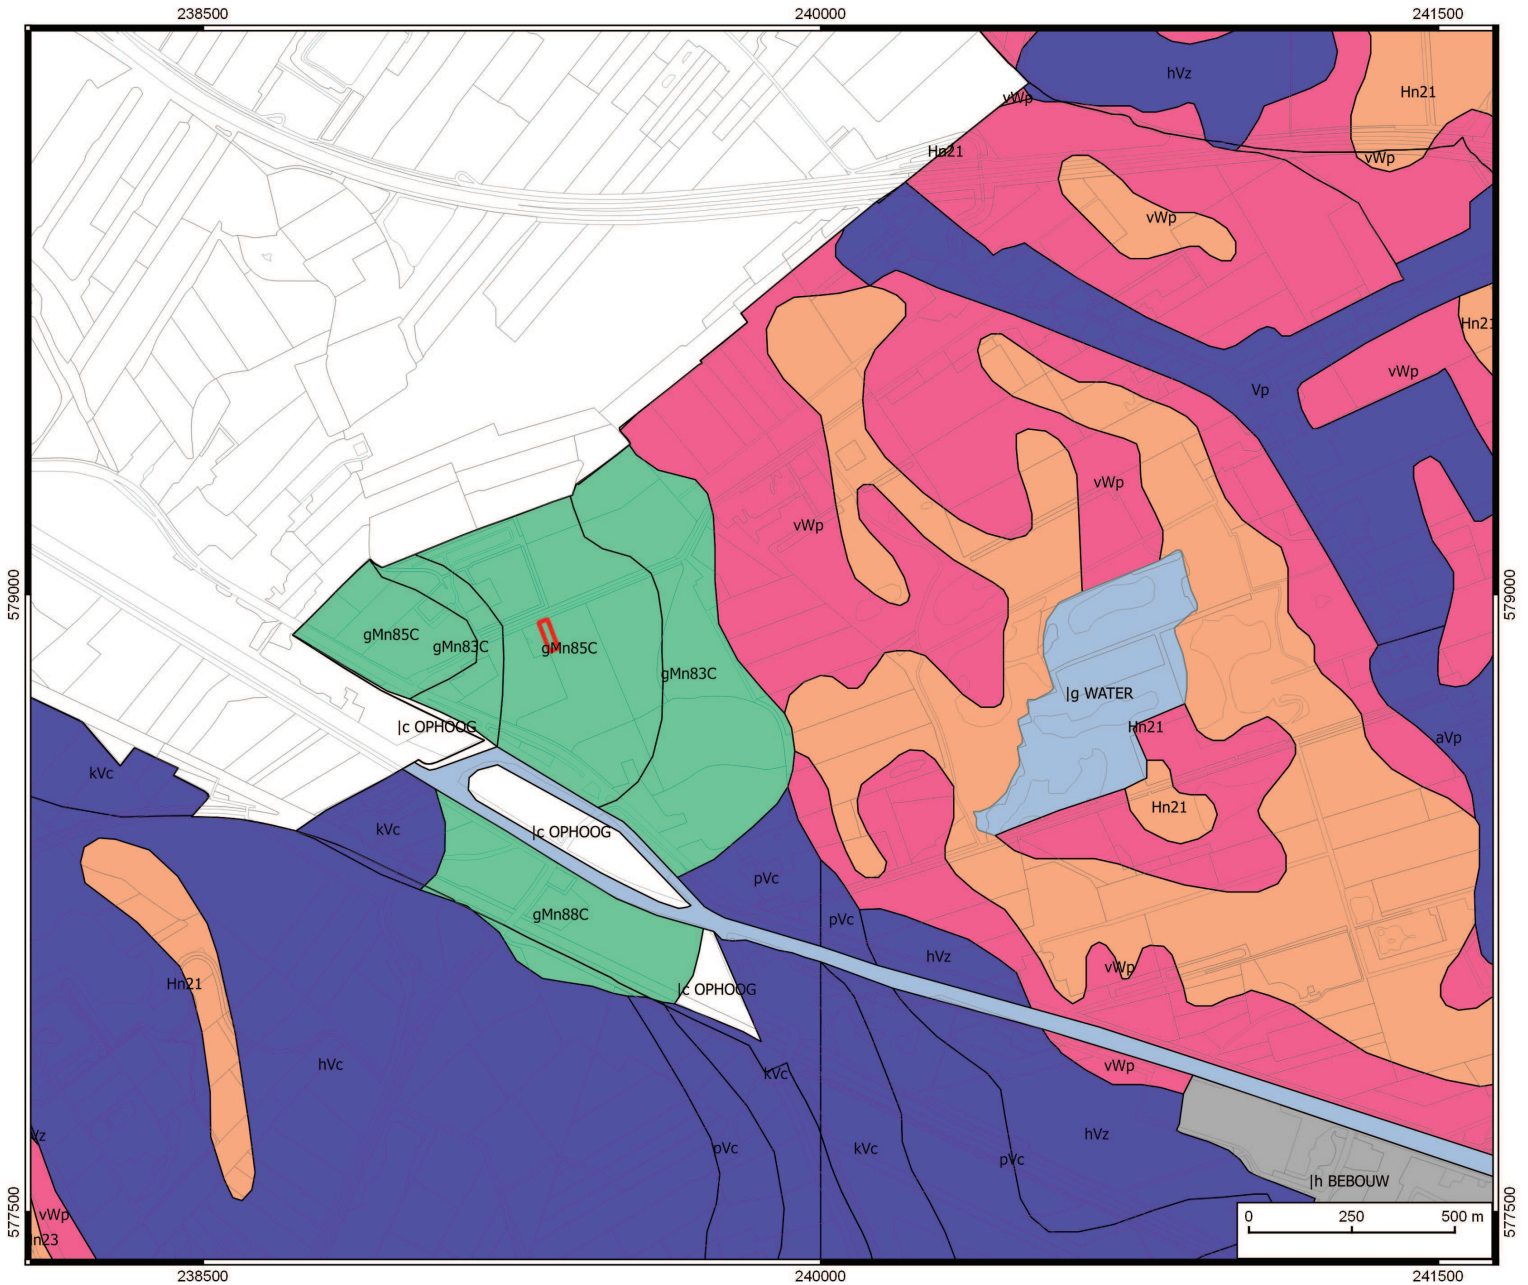 238500 240000 241500
hVz
Hn21
vWp
Hn21
vWp
vWp
Hn21
vWp
Vp
vWp
vWp
579000 579000
gMn85C
gMn83C
gMn85C
gMn83C
|g WATER
|c OPHOOG
Hn21
aVp
kVc
Hn21
kVc
|c OPHOOG
pVc
gMn88C
pVc
hVz
vWp
Hn21
|c OPHOOG
hVc
vWp
kVc
hVz
pVc
kVc
pVc
|h BEBOUW
vWp
577500 577500
0 250 500 m
238500 240000 241500